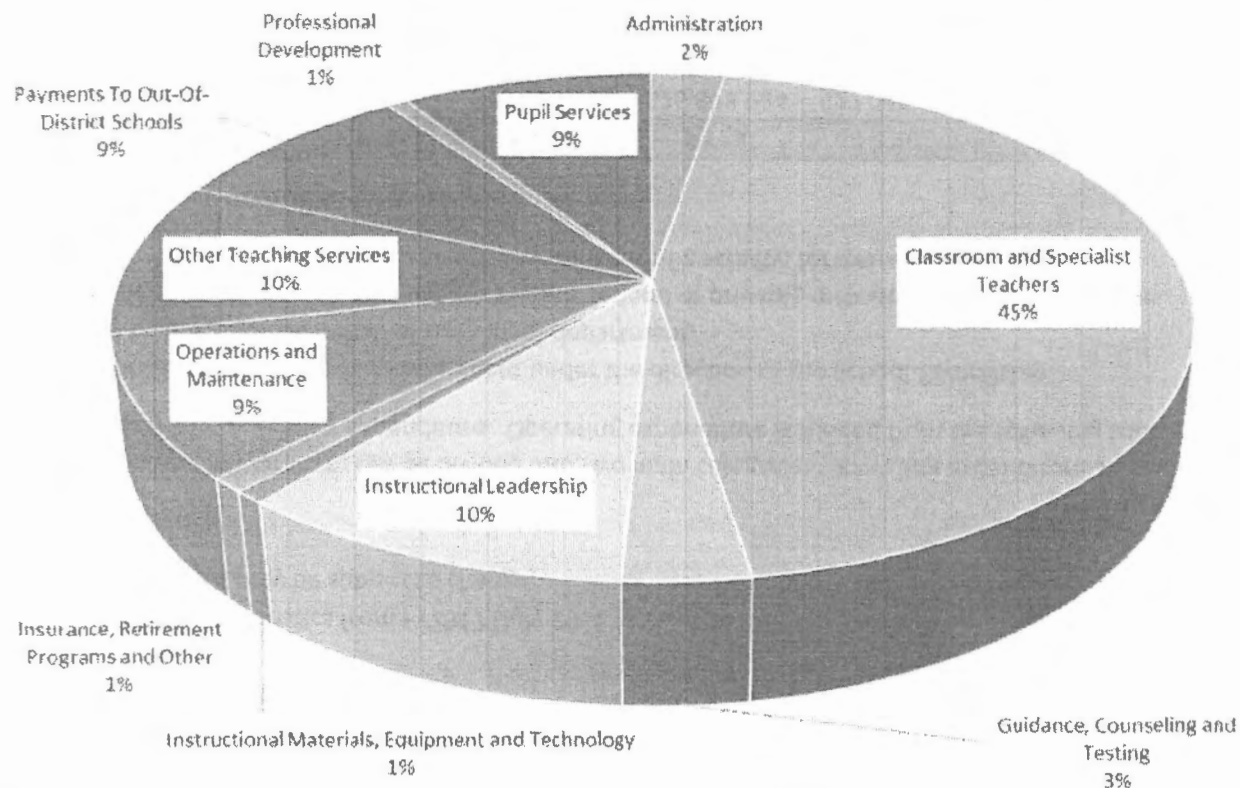 Professional
Development
1%
Administration
2%
Payments To Out-Of-
District Schools
9%
Pupil Services
9%
Other Teaching Services
10%
Classroom and Specialist
Teachers
45%
Operations and
Maintenance
9%
Instructional Leadership
10%
Insurance, Retirement
Programs and Other
1%
Instructional Materials, Equipment and Technology
1%
Guidance, Counseling and
Testing
3%